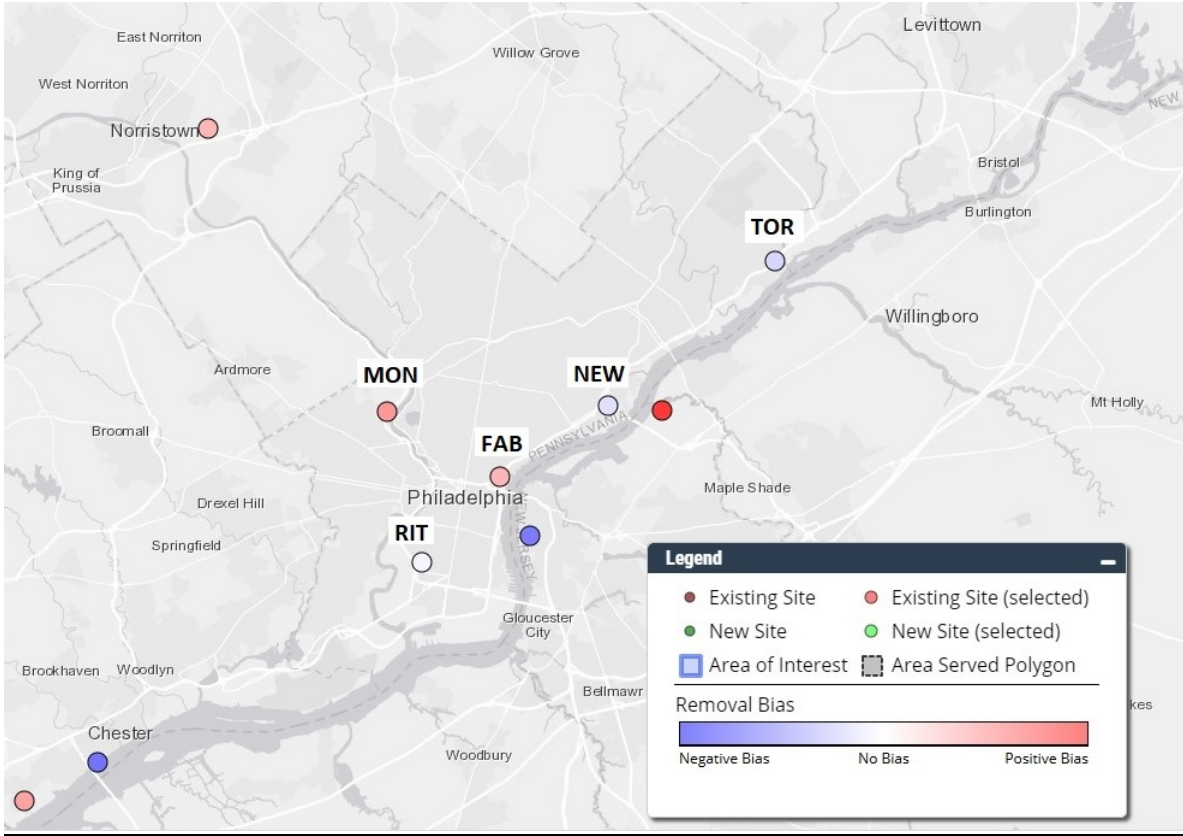 Levittown
East Norriton
Willow Grove
West Norriton
NEW
Norristown
Bristol
King of
Prussia
Burlington
TOR
Willingboro
MON
NEW
Ardmore
Mt Holly
Broomall
PENNSYLVANIA
FAB
Maple Shade
Philadelphia
Drexel Hill
NEW JERSEY
RIT
Springfield
Gloucester
City
Brookhaven
Woodlyn
Bellmawr
kes
Chester
Woodbury
Legend
Existing Site
Existing Site (selected)
New Site
New Site (selected)
Area of Interest
Area Served Polygon
Removal Bias
Negative Bias
No Bias
Positive Bias